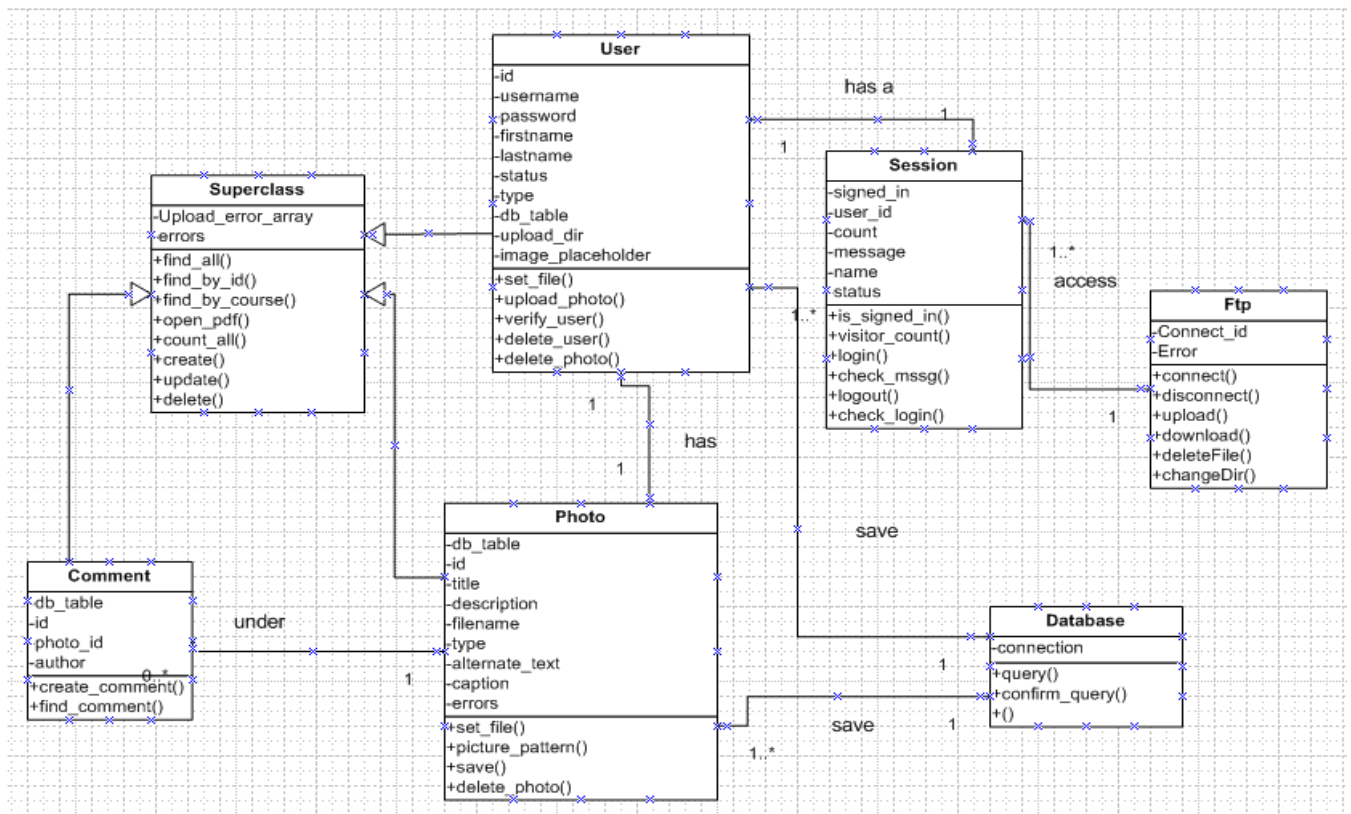 User
-id
-username
-password
-firstname
-lastname
-status
-type
-db_table
-upload_dir
-image_placeholder
+set_file()
+upload_photo()
+verify_user()
+delete_user()
+delete_photo()
has a
1
1
Session
-signed_in
-user_id
-count
-message
-name
-status
+is_signed_in()
+visitor_count()
+login()
+check_mssg()
+logout()
+check_login()
Superclass
-Upload_error_array
-errors
+find_all()
+find_by_id()
+find_by_course()
+open_pdf()
+count_all()
+create()
+update()
+delete()
1..*
access
1
Ftp
-Connect_id
-Error
+connect()
+disconnect()
+upload()
+download()
+deleteFile()
+changeDir()
1..*
save
1
1
has
1
Photo
-db_table
-id
-title
-description
-filename
-type
-alternate_text
-caption
-errors
+set_file()
+picture_pattern()
+save()
+delete_photo()
Comment
-db_table
-id
-photo_id
-author
+create_comment()
+find_comment()
under
0..*
1
Database
-connection
+query()
+confirm_query()
+()
save
1
1..*